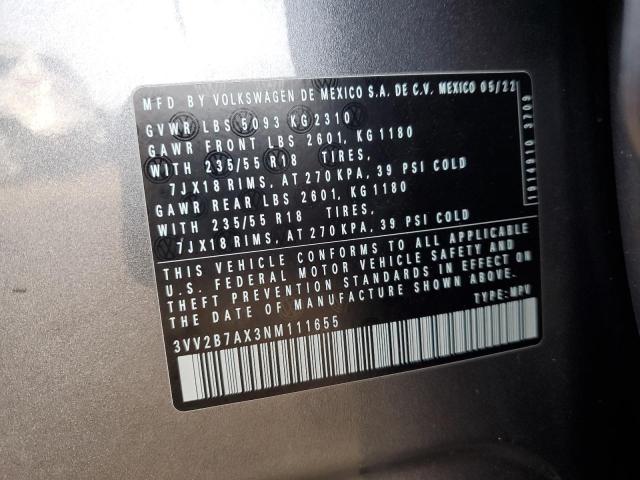 MFD BY VOLKSWAGEN DE MEXICO S.A. DE C.V. MEXICO 05/22
GVWR LBS 5093 KG2310
GAWR FRONT LBS 2601, KG1180
WITH 235/55 R18 TIRES,
7JX18 RIMS, AT 270KPA, 39 PSI COLD
GAWR REAR LBS 2601, KG1180
WITH 235/55 R18 TIRES,
7JX18 RIMS, AT 270KPA, 39 PSI COLD
THIS VEHICLE CONFORMS TO ALL APPLICABLE
U.S. FEDERAL MOTOR VEHICLE SAFETY AND
THEFT PREVENTION STANDARDS IN EFFECT ON
THE DATE OF MANUFACTURE SHOWN ABOVE.
TYPE: MPV
3VV2B7AX3NM111655
1914910 3709